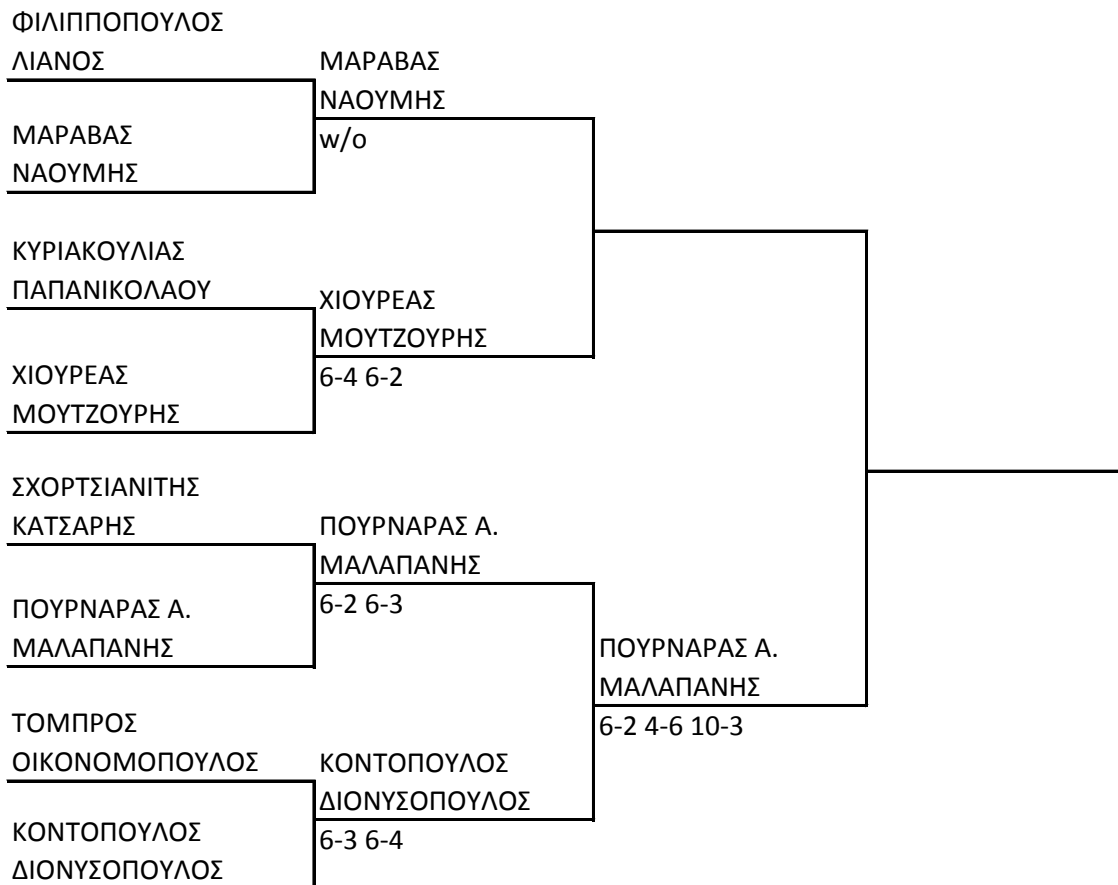 ΦΙΛΙΠΠΟΠΟΥΛΟΣ
ΛΙΑΝΟΣ
ΜΑΡΑΒΑΣ
ΝΑΟΥΜΗΣ
ΚΥΡΙΑΚΟΥΛΙΑΣ
ΠΑΠΑΝΙΚΟΛΑΟΥ
ΧΙΟΥΡΕΑΣ
ΜΟΥΤΖΟΥΡΗΣ
ΣΧΟΡΤΣΙΑΝΙΤΗΣ
ΚΑΤΣΑΡΗΣ
ΠΟΥΡΝΑΡΑΣ Α.
ΜΑΛΑΠΑΝΗΣ
ΤΟΜΠΡΟΣ
ΟΙΚΟΝΟΜΟΠΟΥΛΟΣ
ΚΟΝΤΟΠΟΥΛΟΣ
ΔΙΟΝΥΣΟΠΟΥΛΟΣ
ΜΑΡΑΒΑΣ
ΝΑΟΥΜΗΣ
w/o
ΧΙΟΥΡΕΑΣ
ΜΟΥΤΖΟΥΡΗΣ
6-4 6-2
ΠΟΥΡΝΑΡΑΣ Α.
ΜΑΛΑΠΑΝΗΣ
6-2 6-3
ΚΟΝΤΟΠΟΥΛΟΣ
ΔΙΟΝΥΣΟΠΟΥΛΟΣ
6-3 6-4
ΠΟΥΡΝΑΡΑΣ Α.
ΜΑΛΑΠΑΝΗΣ
6-2 4-6 10-3